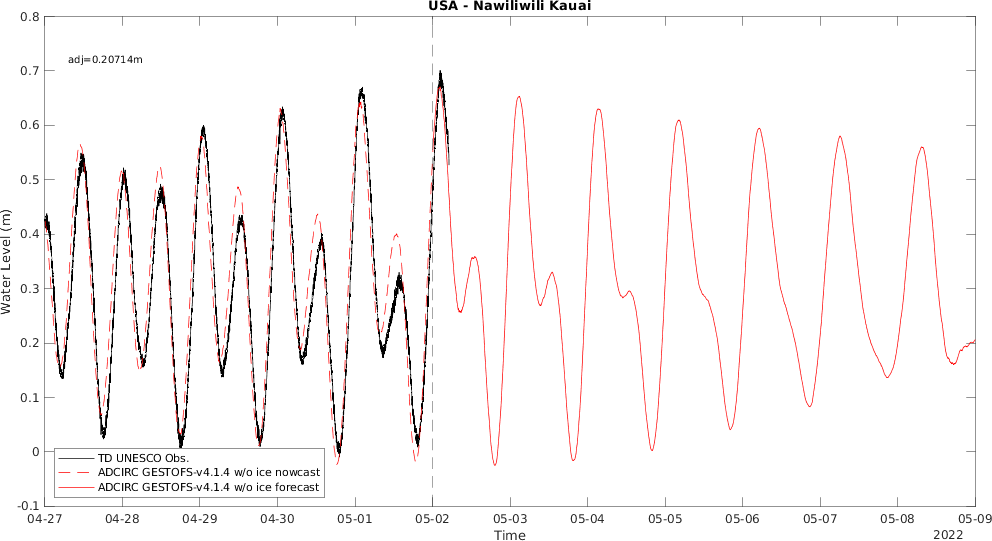 USA - Nawiliwili Kauai
0.8
0.7
0.6
0.5
0.4
0.3
0.2
0.1
0
-0.1
Water Level (m)
adj=0.20714m
TD UNESCO Obs.
ADCIRC GESTOFS-v4.1.4 w/o ice nowcast
ADCIRC GESTOFS-v4.1.4 w/o ice forecast
04-27 04-28 04-29 04-30 05-01 05-02 05-03 05-04 05-05 05-06 05-07 05-08 05-09
Time
2022